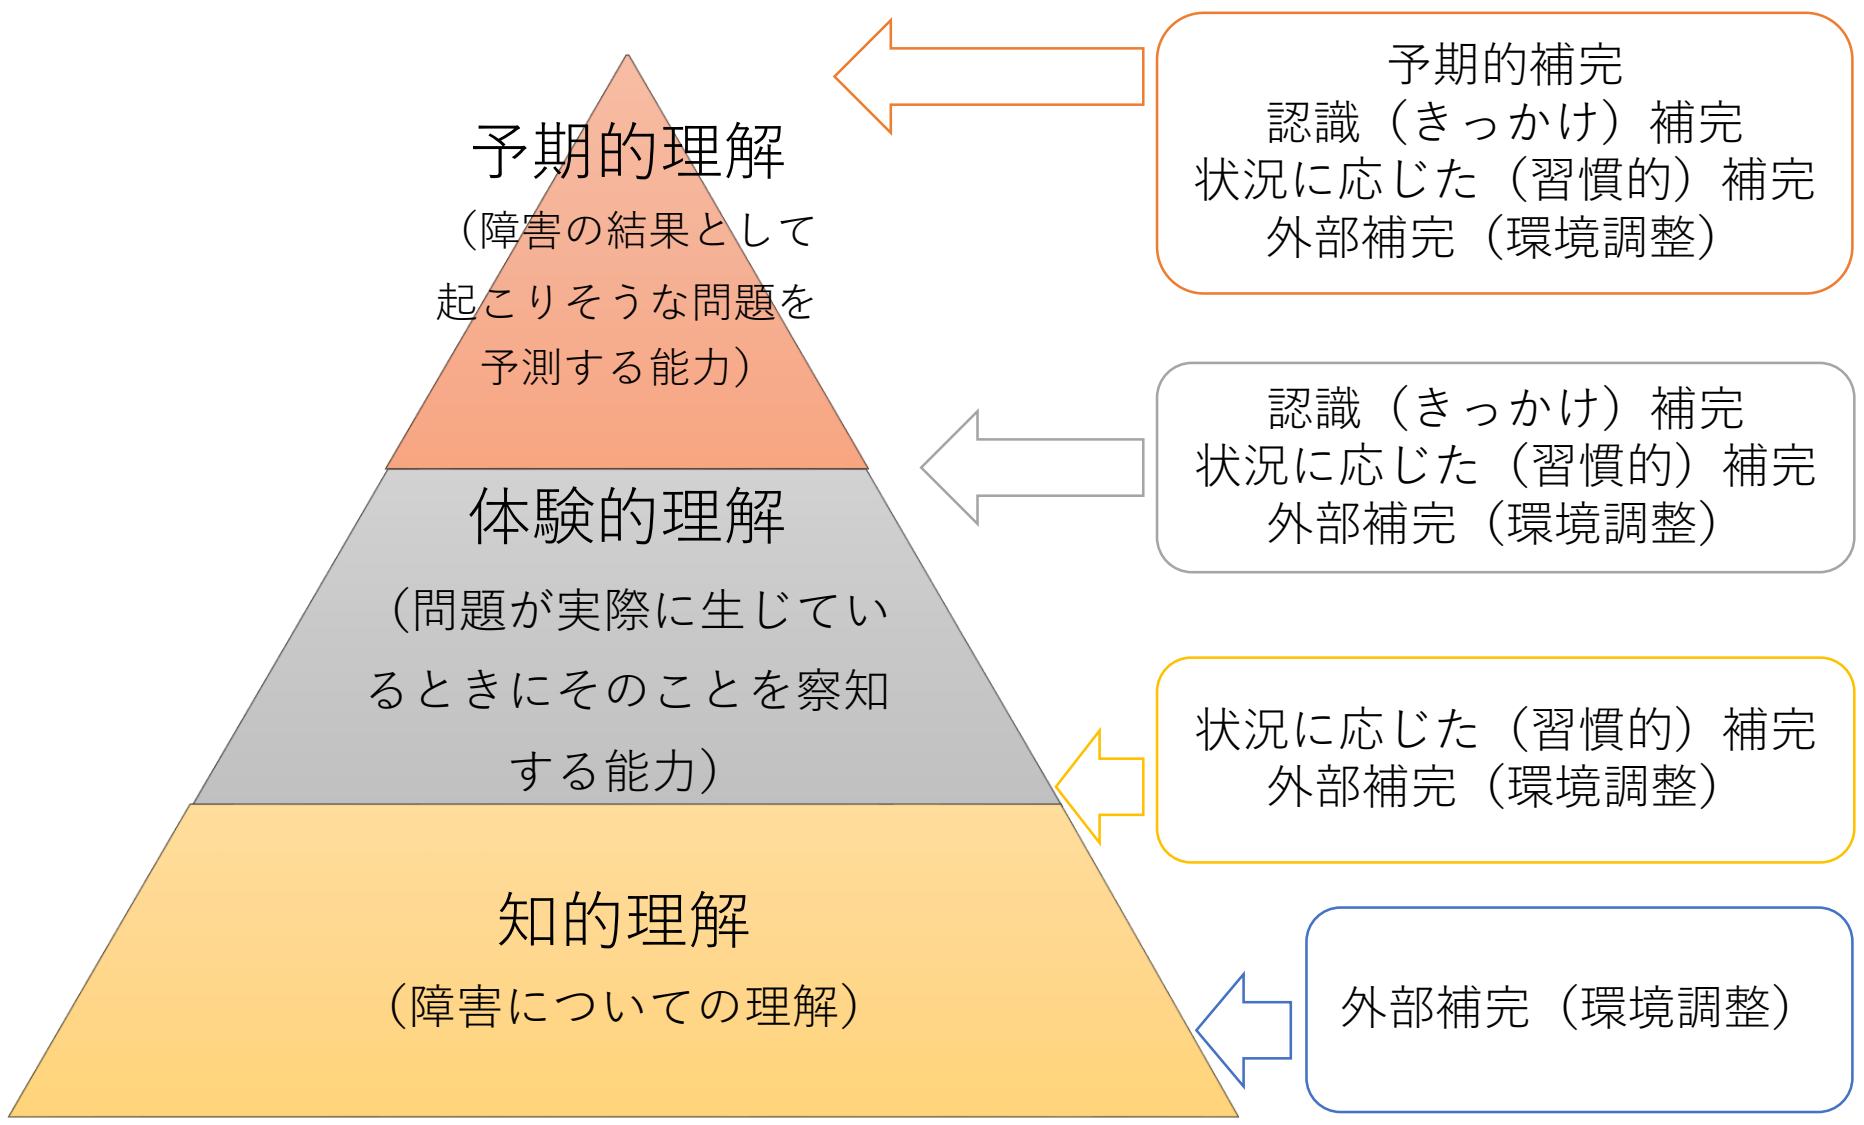 予期的理解
（障害の結果として
起こりそうな問題を
予測する能力）
体験的理解
（問題が実際に生じてい
るときにそのことを察知
する能力）
知的理解
（障害についての理解）
予期的補完
認識（きっかけ）補完
状況に応じた（習慣的）補完
外部補完（環境調整）
認識（きっかけ）補完
状況に応じた（習慣的）補完
外部補完（環境調整）
状況に応じた（習慣的）補完
外部補完（環境調整）
外部補完（環境調整）